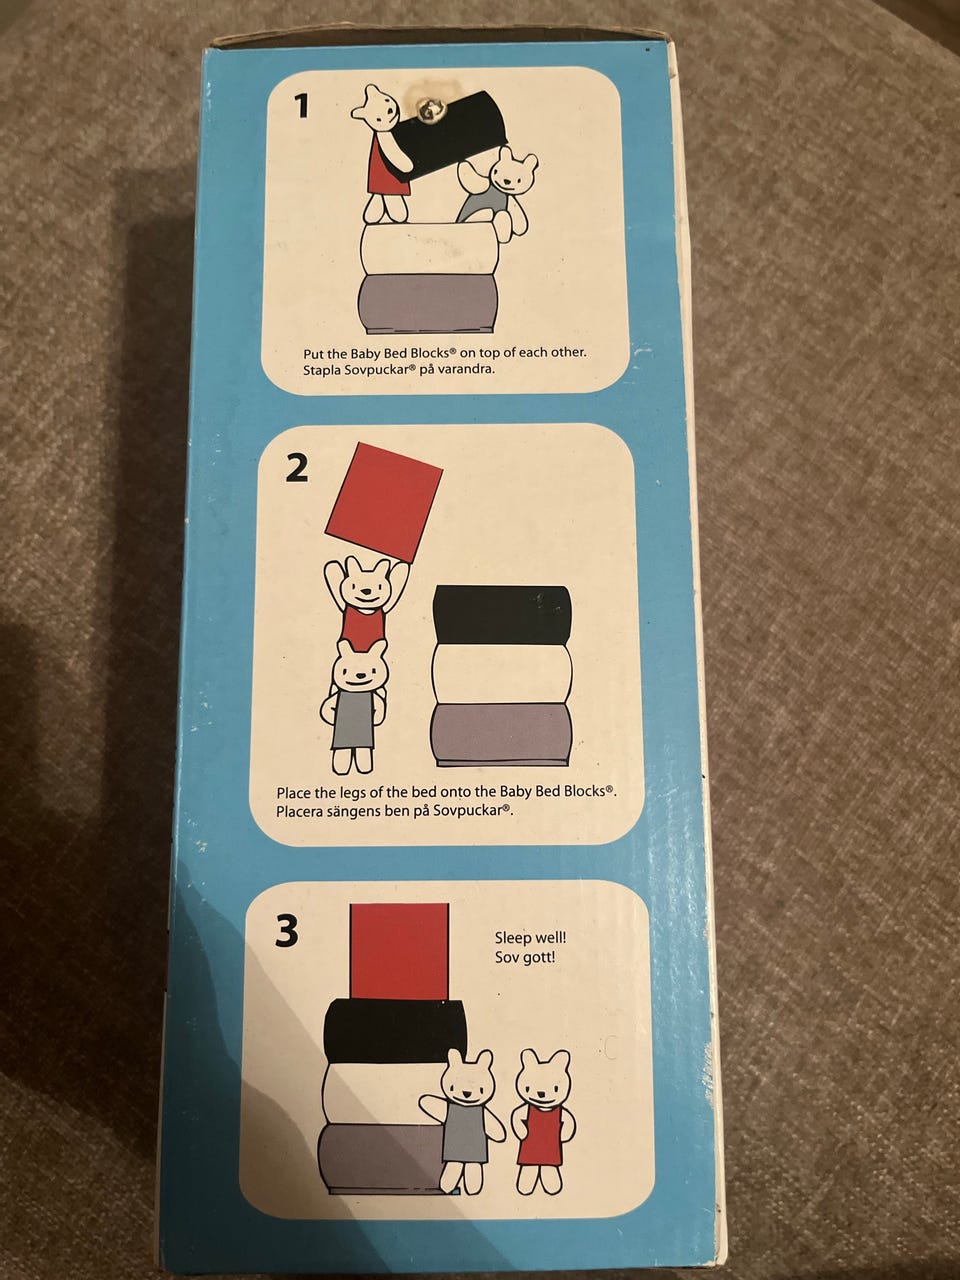 1
Put the Baby Bed Blocks® on top of each other.
Stapla Sovpuckar® på varandra.
2
Place the legs of the bed onto the Baby Bed Blocks®.
Placera sängens ben på Sovpuckar®.
3
Sleep well!
Sov gott!